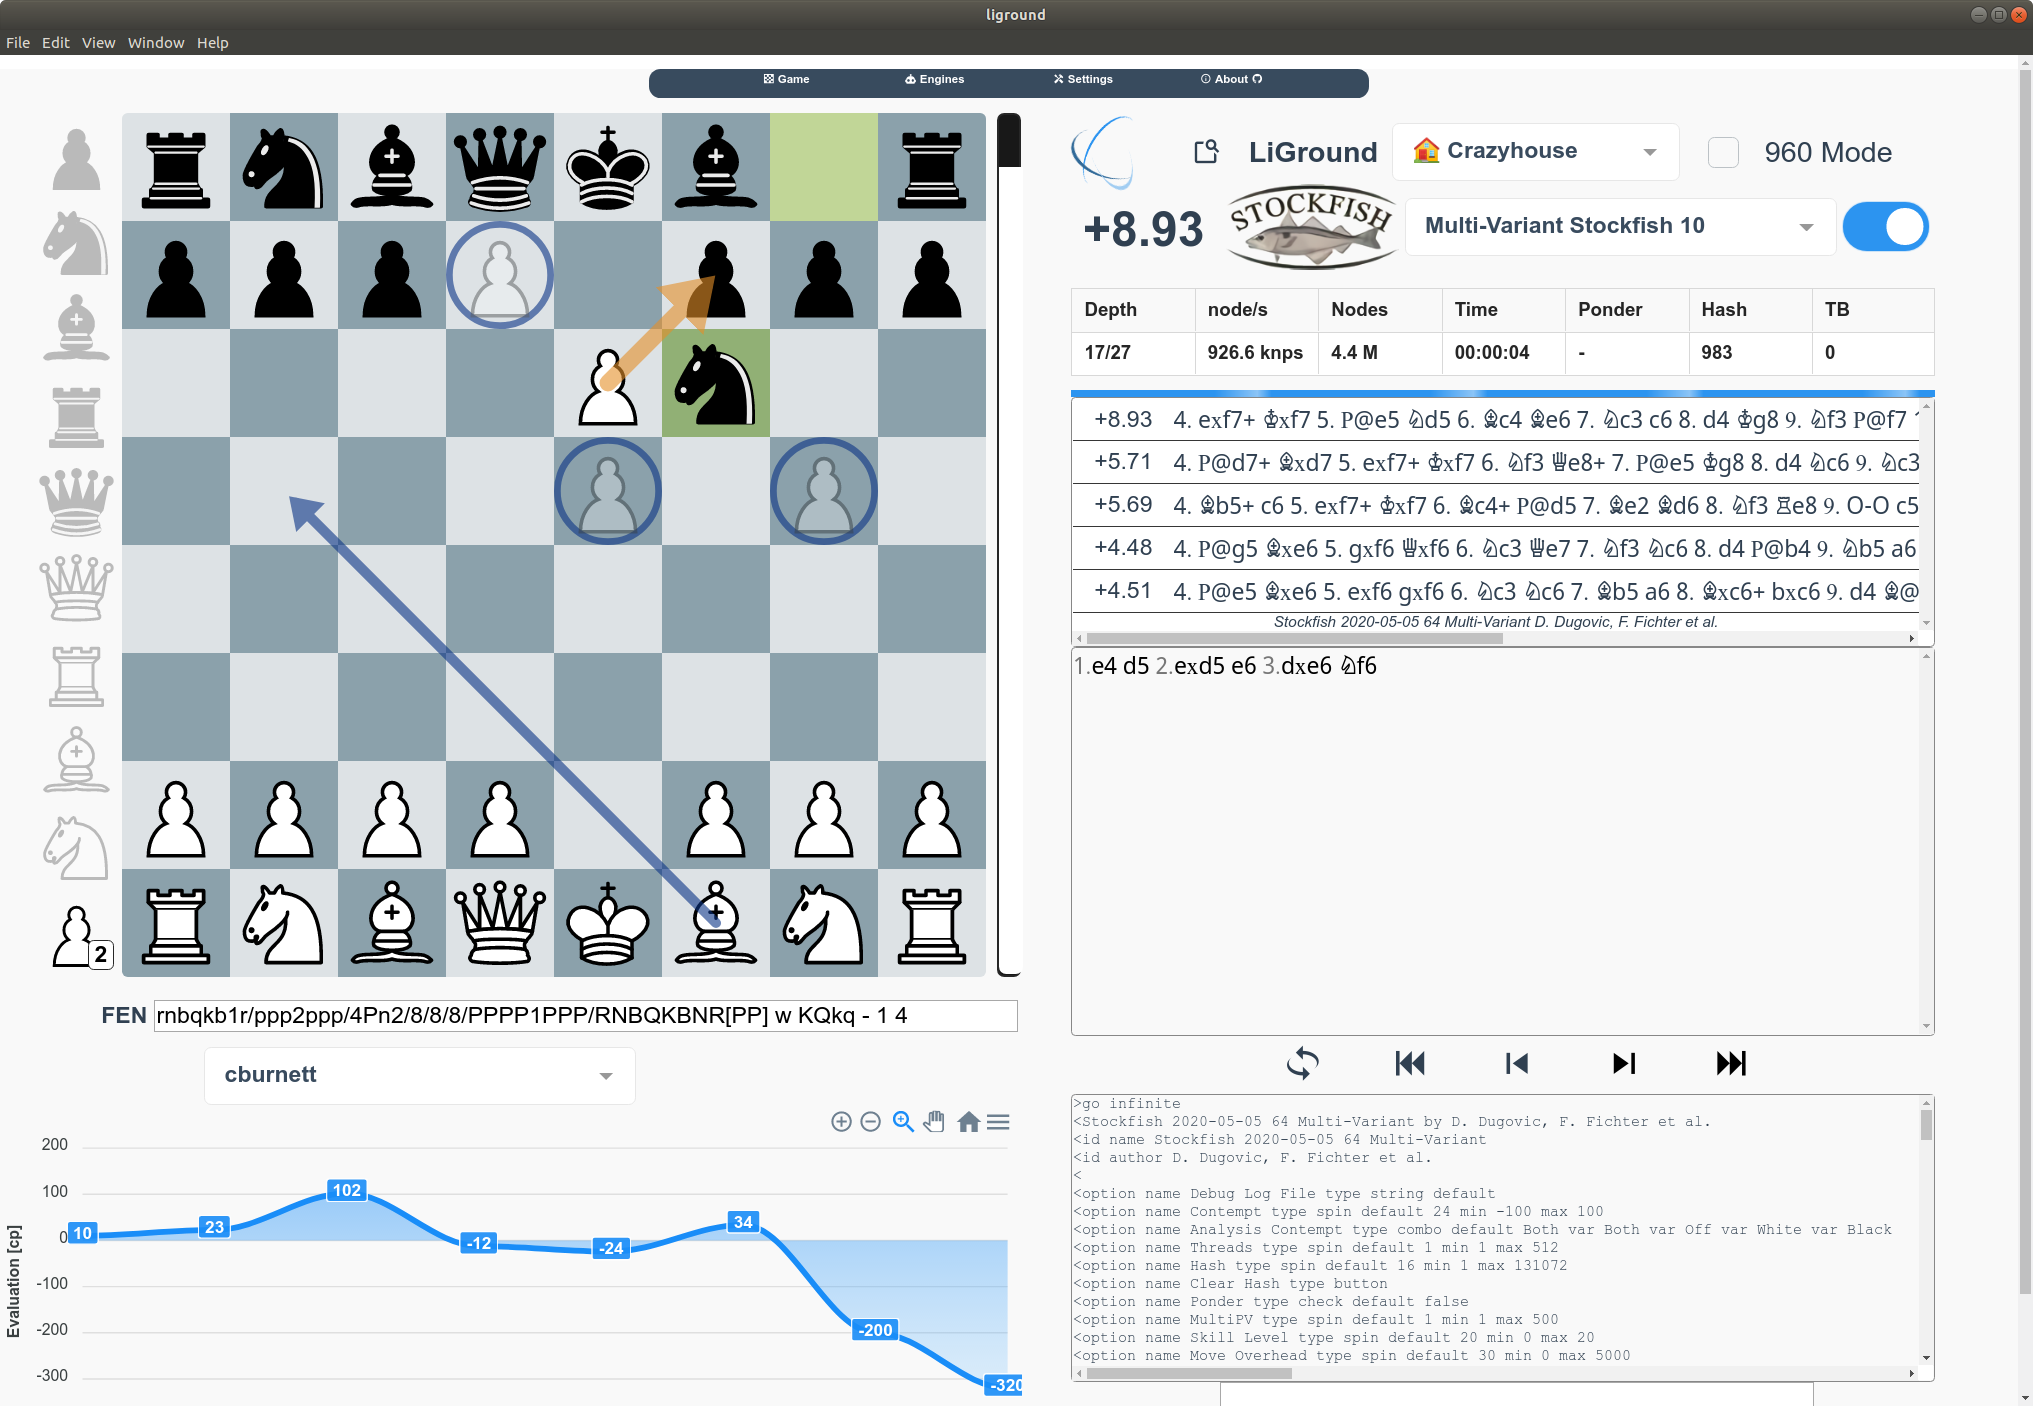 liground
File Edit View Window Help
Game Engines Settings About
LiGround Crazyhouse 960 Mode
+8.93 STOCKFISH Multi-Variant Stockfish 10
Depth node/s Nodes Time Ponder Hash TB
17/27 926.6 knps 4.4 M 00:00:04 - 983 0
+8.93 4. exf7+ ♔xf7 5. P@e5 ♘d5 6. ♗c4 ♗e6 7. ♘c3 c6 8. d4 ♔g8 9. ♘f3 P@f7
+5.71 4. P@d7+ ♗xd7 5. exf7+ ♔xf7 6. ♘f3 ♕e8+ 7. P@e5 ♔g8 8. d4 ♘c6 9. ♘c3
+5.69 4. ♗b5+ c6 5. exf7+ ♔xf7 6. ♗c4+ P@d5 7. ♗e2 ♗d6 8. ♘f3 ♖e8 9. O-O c5
+4.48 4. P@g5 ♗xe6 5. gxf6 ♕xf6 6. ♘c3 ♕e7 7. ♘f3 ♘c6 8. d4 P@b4 9. ♘b5 a6
+4.51 4. P@e5 ♗xe6 5. exf6 gxf6 6. ♘c3 ♘c6 7. ♗b5 a6 8. ♗xc6+ bxc6 9. d4 ♗@
Stockfish 2020-05-05 64 Multi-Variant D. Dugovic, F. Fichter et al.
1.e4 d5 2.exd5 e6 3.dxe6 ♘f6
2
FEN rnbqkb1r/ppp2ppp/4Pn2/8/8/8/PPPP1PPP/RNBQKBNR[PP] w KQkq - 1 4
cburnett
Evaluation [cp]
200
100
0
-100
-200
-300
10 23 102 -12 -24 34 -200 -320
>go infinite
<Stockfish 2020-05-05 64 Multi-Variant by D. Dugovic, F. Fichter et al.
<id name Stockfish 2020-05-05 64 Multi-Variant
<id author D. Dugovic, F. Fichter et al.
<
<option name Debug Log File type string default
<option name Contempt type spin default 24 min -100 max 100
<option name Analysis Contempt type combo default Both var Both var Off var White var Black
<option name Threads type spin default 1 min 1 max 512
<option name Hash type spin default 16 min 1 max 131072
<option name Clear Hash type button
<option name Ponder type check default false
<option name MultiPV type spin default 1 min 1 max 500
<option name Skill Level type spin default 20 min 0 max 20
<option name Move Overhead type spin default 30 min 0 max 5000